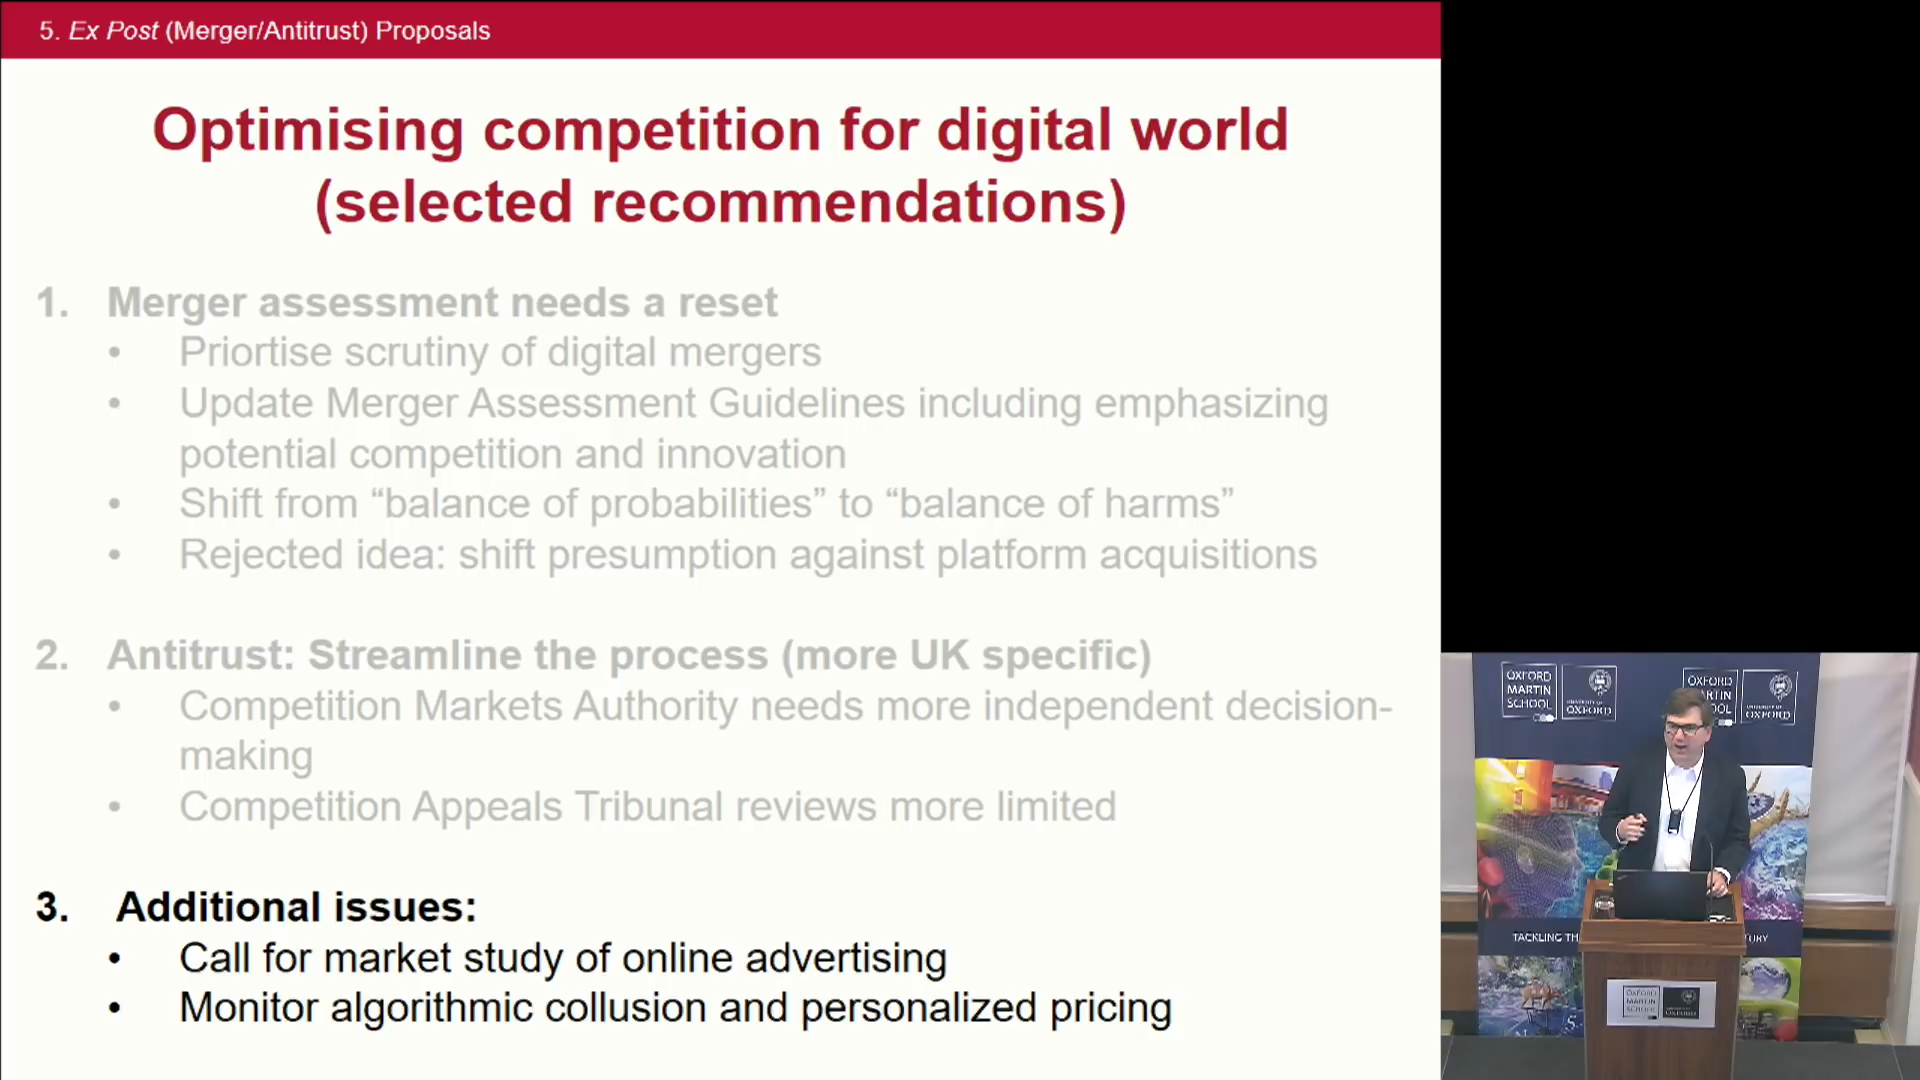 5. Ex Post (Merger/Antitrust) Proposals
Optimising competition for digital world
(selected recommendations)
1. Merger assessment needs a reset
• Priortise scrutiny of digital mergers
• Update Merger Assessment Guidelines including emphasizing
potential competition and innovation
• Shift from “balance of probabilities” to “balance of harms”
• Rejected idea: shift presumption against platform acquisitions
2. Antitrust: Streamline the process (more UK specific)
• Competition Markets Authority needs more independent decision-
making
• Competition Appeals Tribunal reviews more limited
3. Additional issues:
• Call for market study of online advertising
• Monitor algorithmic collusion and personalized pricing
OXFORD
MARTIN
SCHOOL
UNIVERSITY OF
OXFORD
OXFORD
UNIVERSITY OF
OXFORD
TACKLING TH
OXFORD
MARTIN
SCHOOL